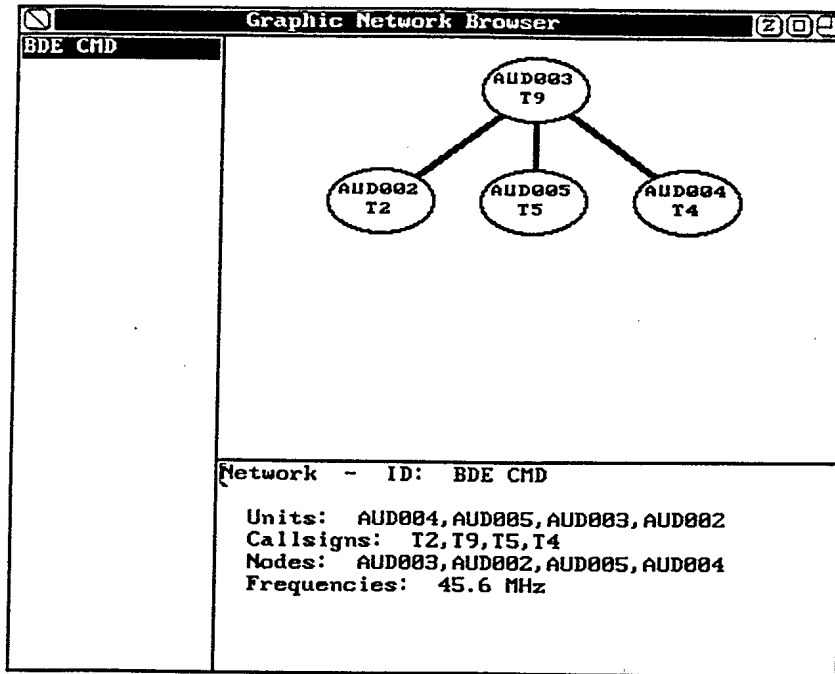 Graphic Network Browser
Z
BDE CMD
AUD003
T9
AUD002
T2
AUD005
T5
AUD004
T4
Network - ID: BDE CMD
Units: AUD004,AUD005,AUD003,AUD002
Callsigns: T2,T9,T5,T4
Nodes: AUD003,AUD002,AUD005,AUD004
Frequencies: 45.6 MHz